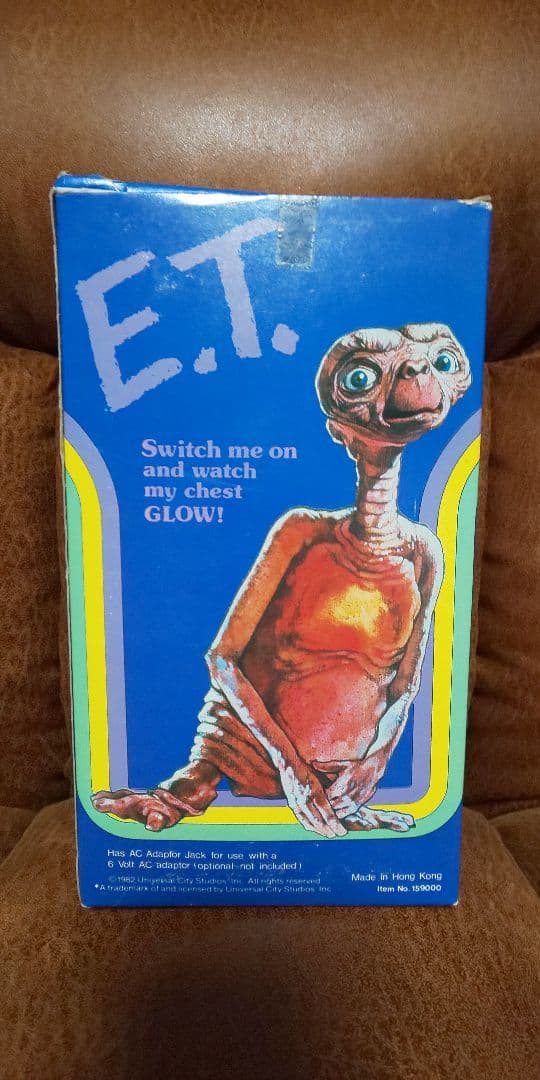 E.T.
Switch me on
and watch
my chest
GLOW!
Has AC Adaptor Jack for use with a
6 Volt AC adaptor (optional-not included)
©1982 Universal City Studios Inc. All rights reserved
*A trademark of and licensed by Universal City Studios Inc
Made in Hong Kong
Item No. 159000